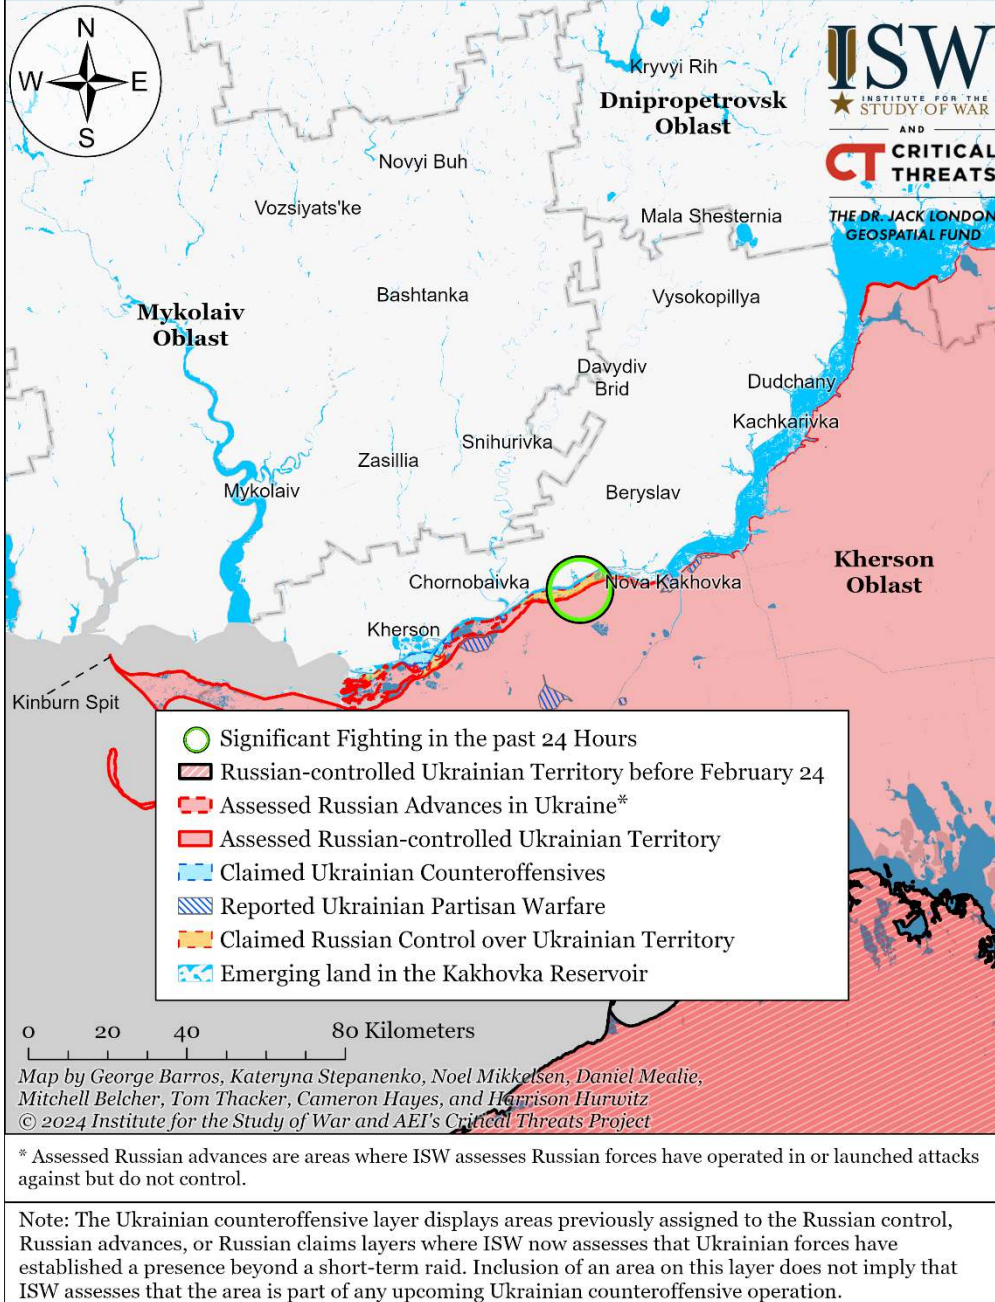 N
W
E
S
ISW
INSTITUTE FOR THE
STUDY OF WAR
AND
CT CRITICAL
THREATS
THE DR. JACK LONDON
GEOSPATIAL FUND
Kryvyi Rih
Dnipropetrovsk
Oblast
Novyi Buh
Vozsiyats'ke
Mala Shesternia
Bashtanka
Vysokopillya
Mykolaiv
Oblast
Davydiv
Brid
Dudchany
Kachkarivka
Snihurivka
Zasillia
Mykolaiv
Beryslav
Kherson
Oblast
Chornobaivka
Nova Kakhovka
Kherson
Kinburn Spit
Significant Fighting in the past 24 Hours
Russian-controlled Ukrainian Territory before February 24
Assessed Russian Advances in Ukraine*
Assessed Russian-controlled Ukrainian Territory
Claimed Ukrainian Counteroffensives
Reported Ukrainian Partisan Warfare
Claimed Russian Control over Ukrainian Territory
Emerging land in the Kakhovka Reservoir
0 20 40 80 Kilometers
Map by George Barros, Kateryna Stepanenko, Noel Mikkelsen, Daniel Mealie,
Mitchell Belcher, Tom Thacker, Cameron Hayes, and Harrison Hurwitz
© 2024 Institute for the Study of War and AEI's Critical Threats Project
* Assessed Russian advances are areas where ISW assesses Russian forces have operated in or launched attacks
against but do not control.
Note: The Ukrainian counteroffensive layer displays areas previously assigned to the Russian control,
Russian advances, or Russian claims layers where ISW now assesses that Ukrainian forces have
established a presence beyond a short-term raid. Inclusion of an area on this layer does not imply that
ISW assesses that the area is part of any upcoming Ukrainian counteroffensive operation.